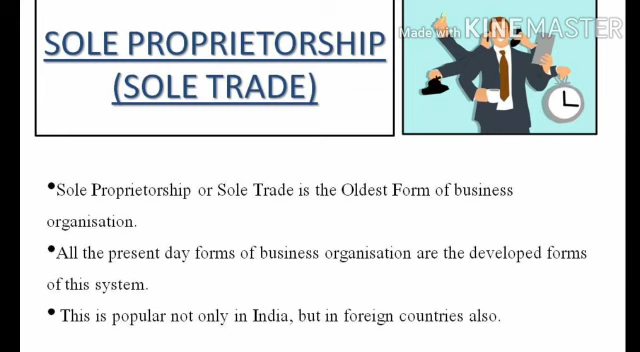 Made with KINEMASTER
SOLE PROPRIETORSHIP
(SOLE TRADE)
•Sole Proprietorship or Sole Trade is the Oldest Form of business
organisation.
•All the present day forms of business organisation are the developed forms
of this system.
• This is popular not only in India, but in foreign countries also.